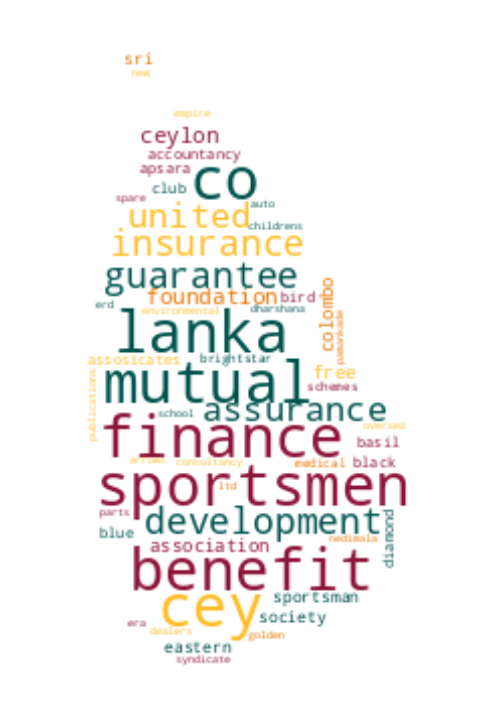 sri
new
empire
ceylon
accountancy
apsara
club co
spare auto
united childrens
insurance
guarantee
foundation bird colombo
erd environmental dharshana
lanka pamankade
assosicates brightstar
mutual free
publications schemes
school assurance
finance oversea
basil
consultancy medical black
sportsmen
ltd
parts
development diamond
blue nedimala
association
benefit
cey sportsman
society
era dealers golden
eastern
syndicate